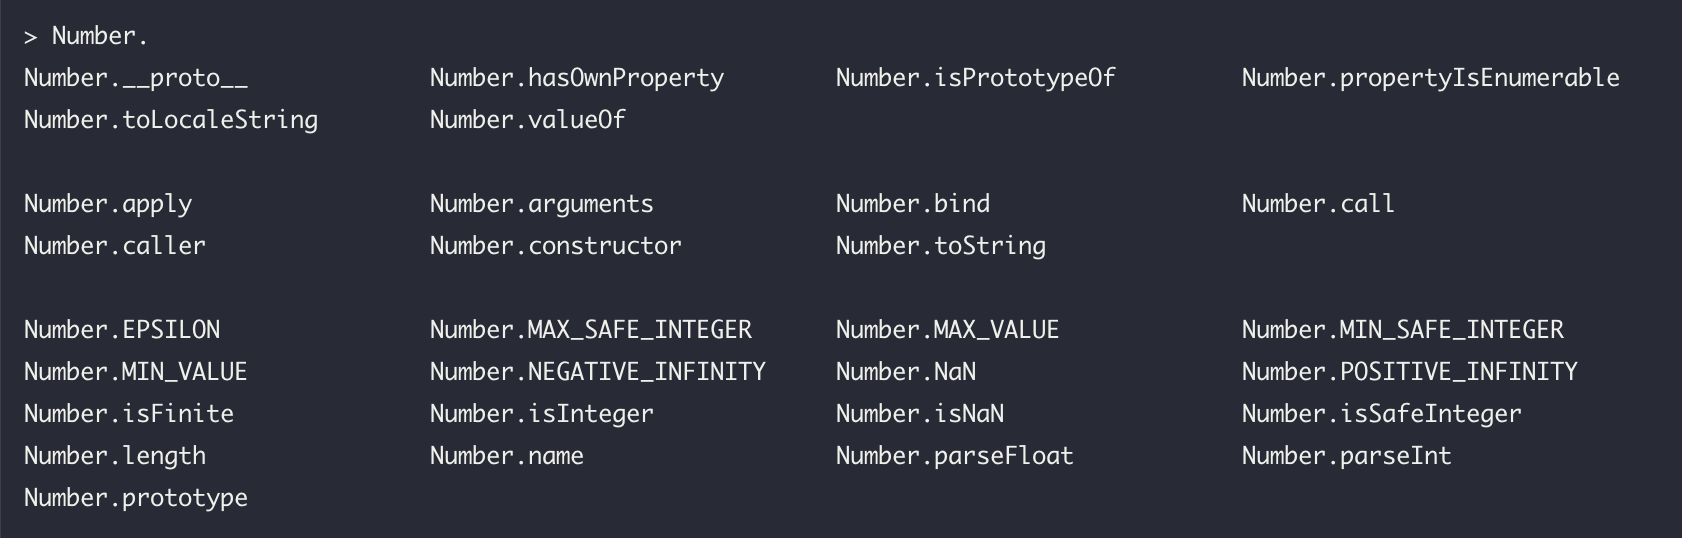 > Number.
Number.__proto__ Number.hasOwnProperty Number.isPrototypeOf Number.propertyIsEnumerable
Number.toLocaleString Number.valueOf
Number.apply Number.arguments Number.bind Number.call
Number.caller Number.constructor Number.toString
Number.EPSILON Number.MAX_SAFE_INTEGER Number.MAX_VALUE Number.MIN_SAFE_INTEGER
Number.MIN_VALUE Number.NEGATIVE_INFINITY Number.NaN Number.POSITIVE_INFINITY
Number.isFinite Number.isInteger Number.isNaN Number.isSafeInteger
Number.length Number.name Number.parseFloat Number.parseInt
Number.prototype